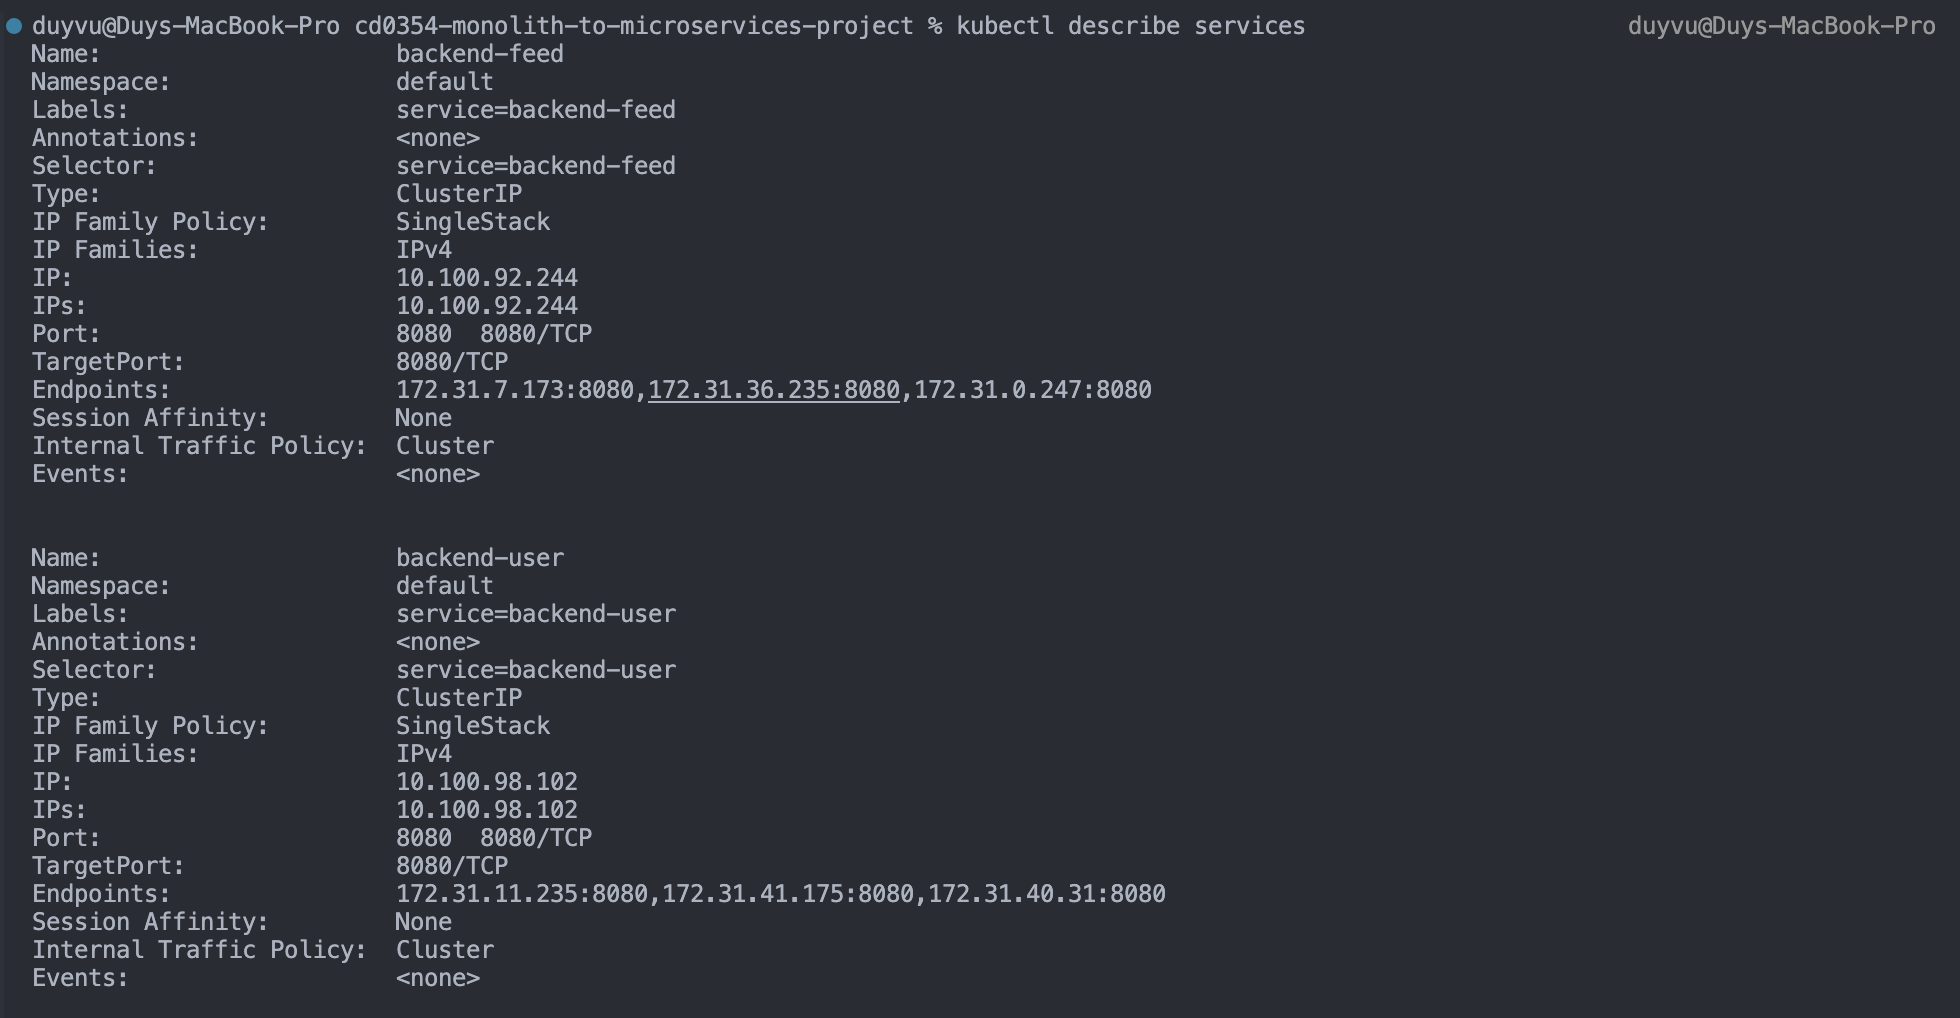 duyvu@Duys-MacBook-Pro cd0354-monolith-to-microservices-project % kubectl describe services duyvu@Duys-MacBook-Pro
Name: backend-feed
Namespace: default
Labels: service=backend-feed
Annotations: <none>
Selector: service=backend-feed
Type: ClusterIP
IP Family Policy: SingleStack
IP Families: IPv4
IP: 10.100.92.244
IPs: 10.100.92.244
Port: 8080 8080/TCP
TargetPort: 8080/TCP
Endpoints: 172.31.7.173:8080,172.31.36.235:8080,172.31.0.247:8080
Session Affinity: None
Internal Traffic Policy: Cluster
Events: <none>
Name: backend-user
Namespace: default
Labels: service=backend-user
Annotations: <none>
Selector: service=backend-user
Type: ClusterIP
IP Family Policy: SingleStack
IP Families: IPv4
IP: 10.100.98.102
IPs: 10.100.98.102
Port: 8080 8080/TCP
TargetPort: 8080/TCP
Endpoints: 172.31.11.235:8080,172.31.41.175:8080,172.31.40.31:8080
Session Affinity: None
Internal Traffic Policy: Cluster
Events: <none>